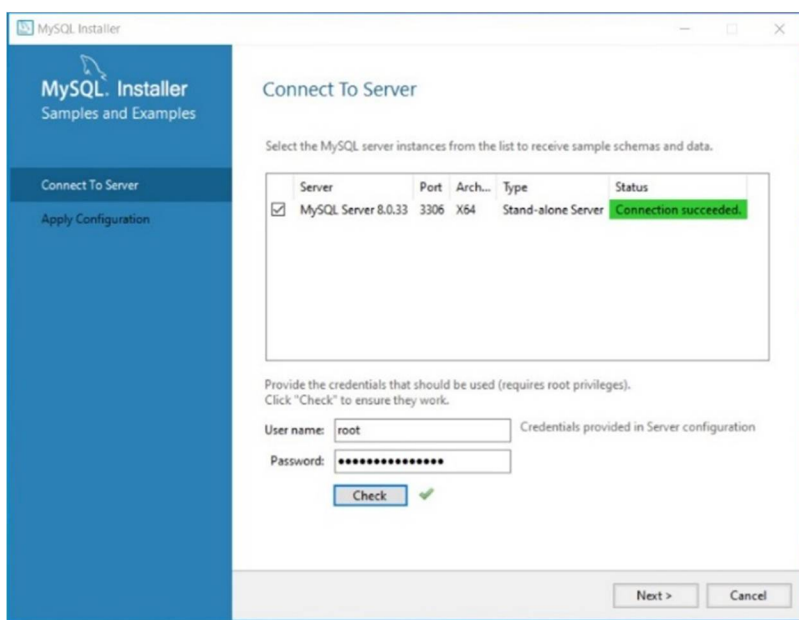 MySQL Installer
MySQL. Installer
Samples and Examples
Connect To Server
Apply Configuration
Connect To Server
Select the MySQL server instances from the list to receive sample schemas and data.
Server Port Arch... Type Status
MySQL Server 8.0.33 3306 X64 Stand-alone Server Connection succeeded.
Provide the credentials that should be used (requires root privileges).
Click "Check" to ensure they work.
User name: root Credentials provided in Server configuration
Password: ●●●●●●●●●●●●●●●
Check
Next > Cancel